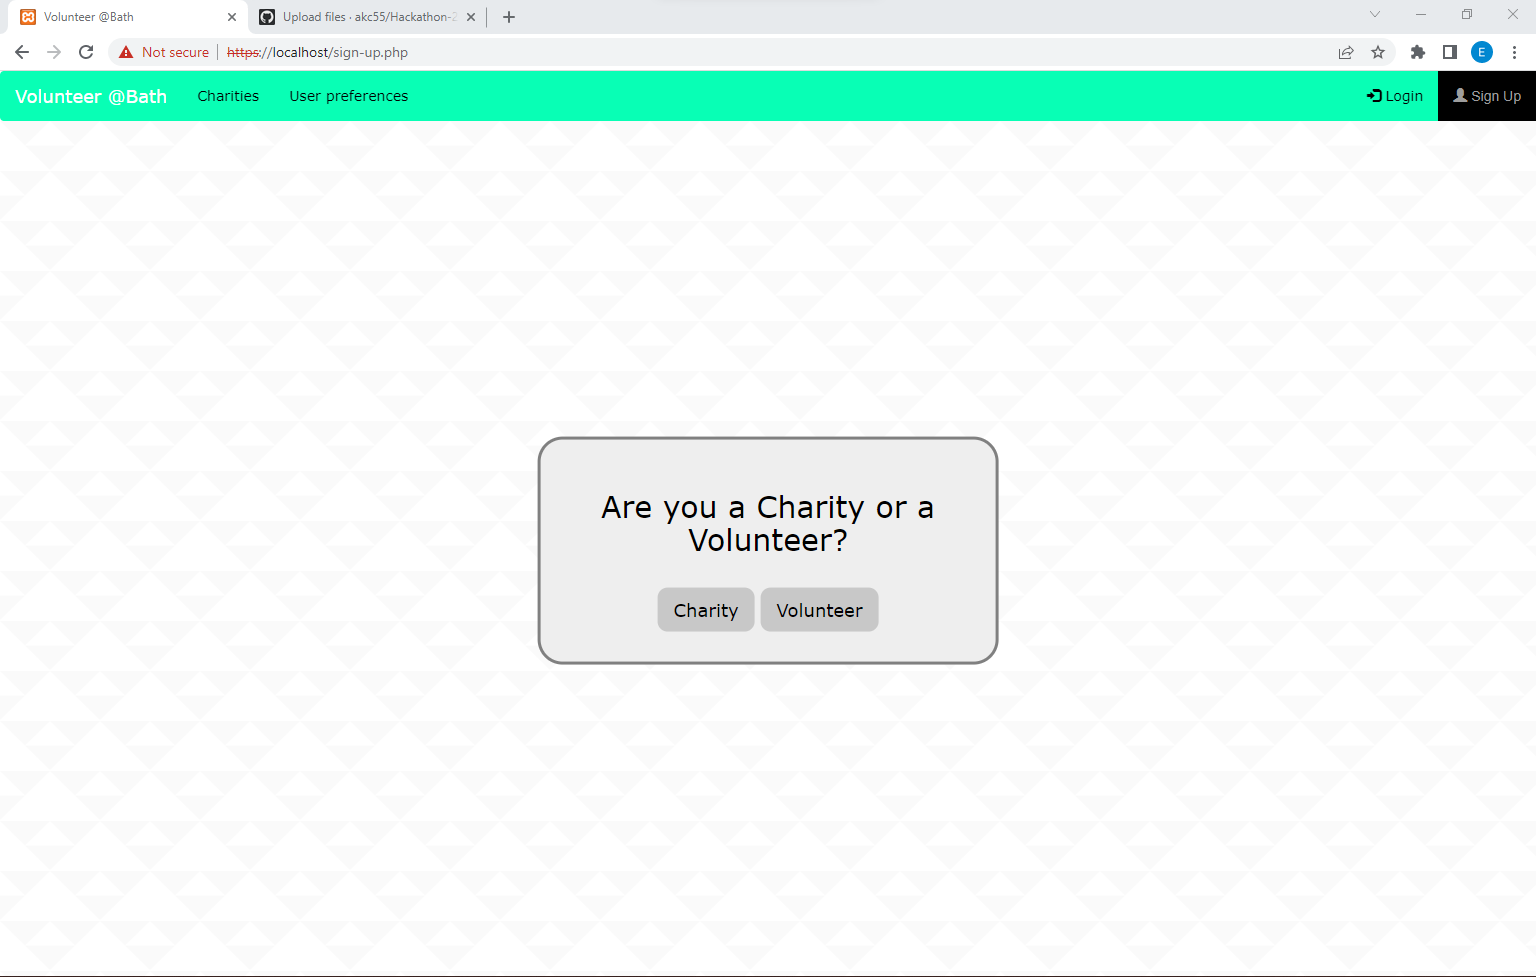 Volunteer @Bath
Upload files · akc55/Hackathon-2
Not secure
https://localhost/sign-up.php
E
Volunteer @Bath
Charities
User preferences
Login
Sign Up
Are you a Charity or a
Volunteer?
Charity
Volunteer